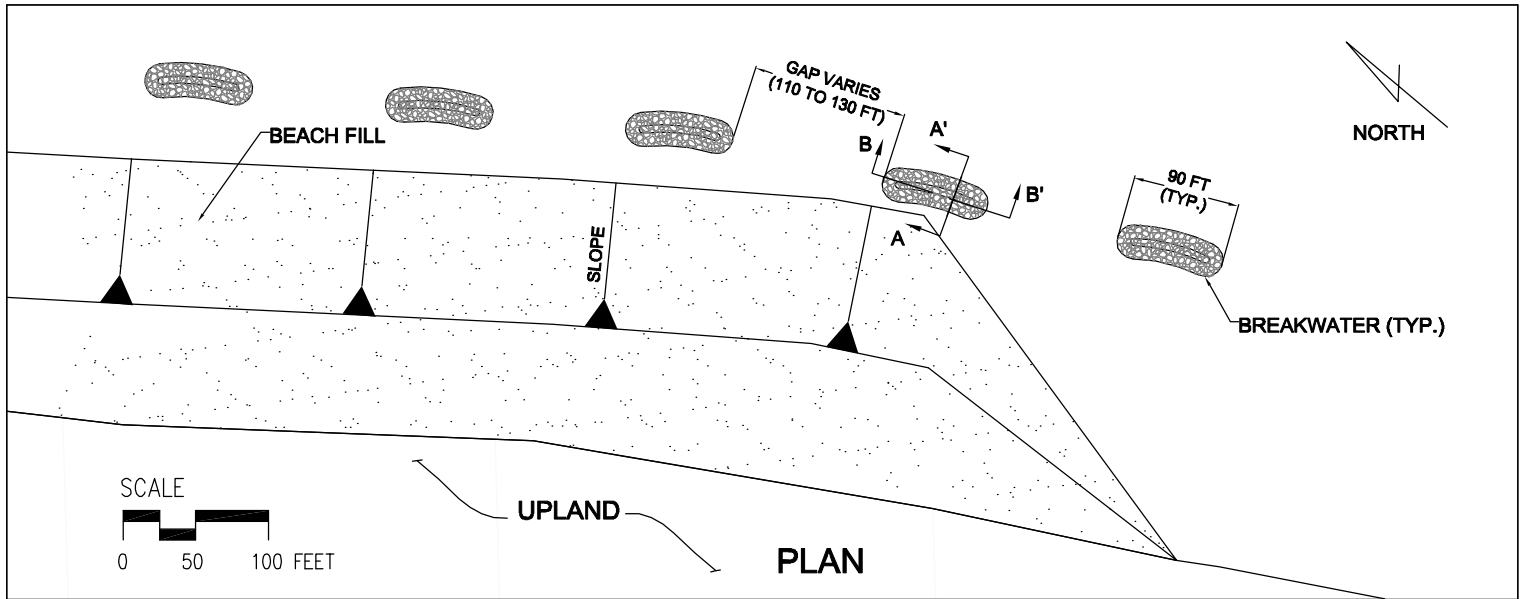 GAP VARIES
(110 TO 130 FT)
BEACH FILL
A'
B
NORTH
90 FT
(TYP.)
B'
A
SLOPE
BREAKWATER (TYP.)
SCALE
0 50 100 FEET
UPLAND
PLAN